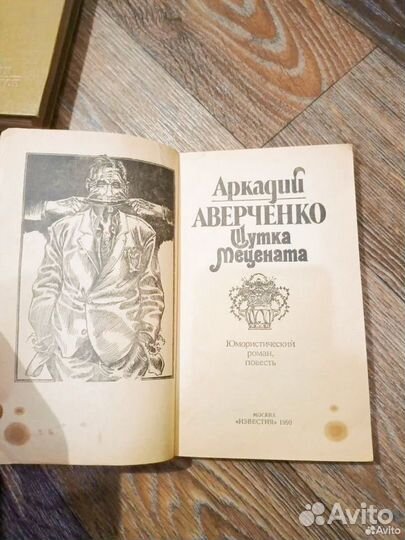 Аркадий
АВЕРЧЕНКО
Шутка
Мецената
Юмористический
роман,
повесть
МОСКВА
«ИЗВЕСТИЯ» 1990
Avito